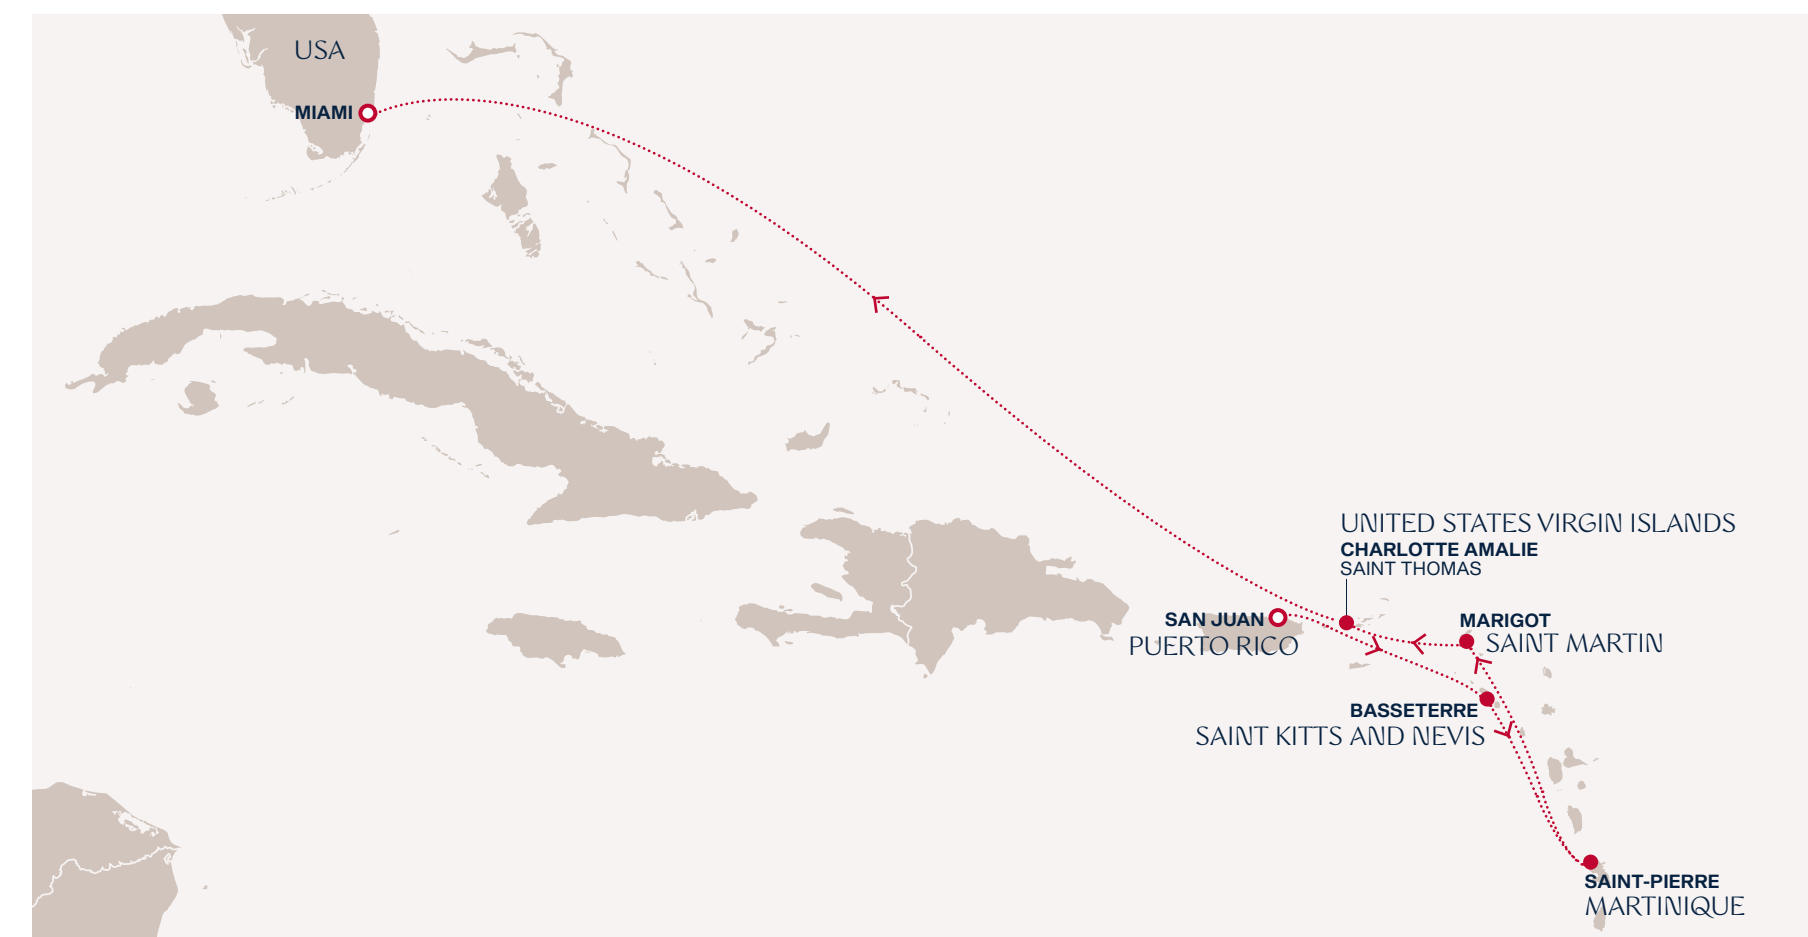 USA
MIAMI
UNITED STATES VIRGIN ISLANDS
CHARLOTTE AMALIE
SAINT THOMAS
SAN JUAN
PUERTO RICO
MARIGOT
SAINT MARTIN
BASSETERRE
SAINT KITTS AND NEVIS
SAINT-PIERRE
MARTINIQUE